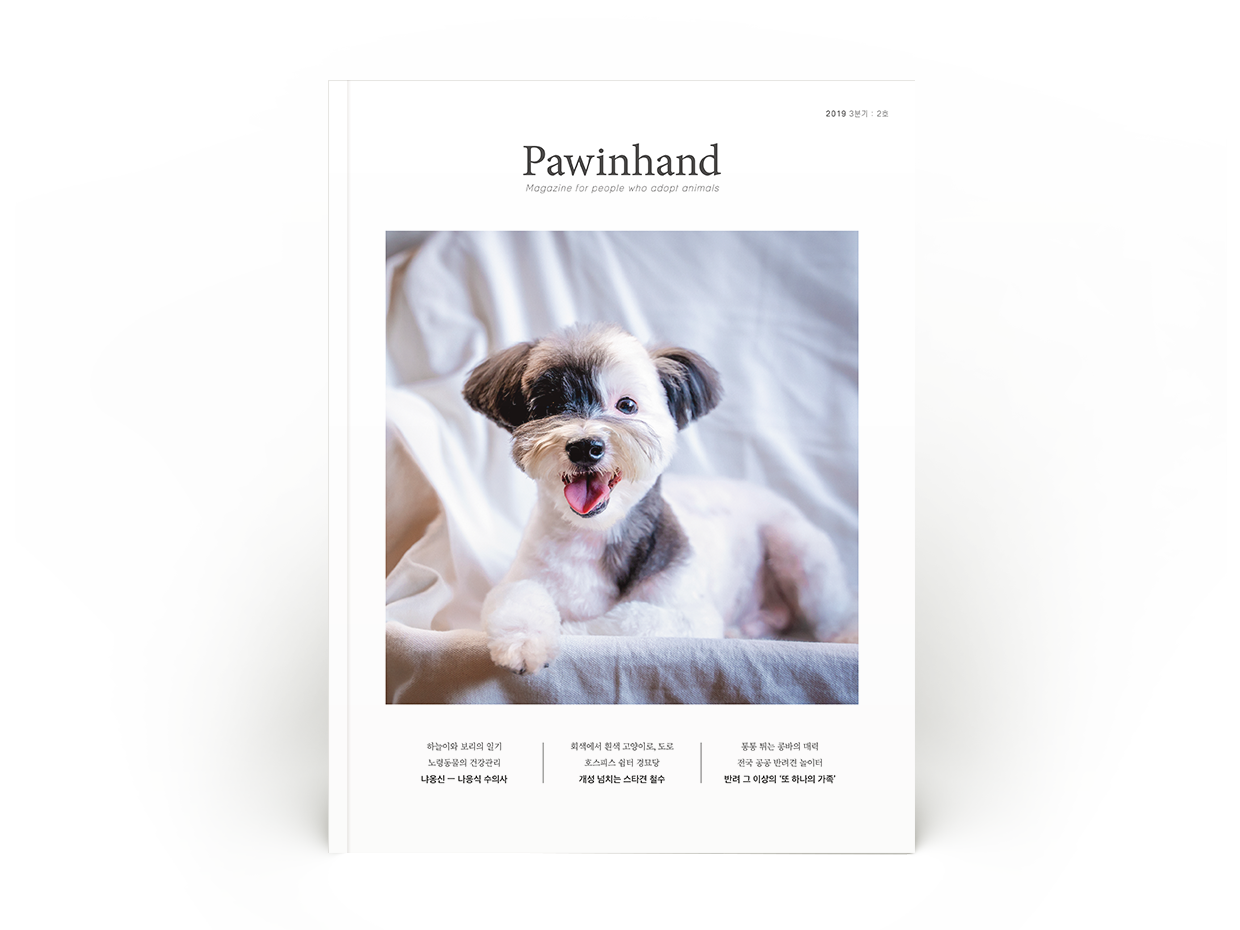 2019 3분기 : 2호
Pawinhand
Magazine for people who adopt animals
하늘이와 보리의 일기
노령동물의 건강관리
냐옹신 — 나응식 수의사
회색에서 흰색 고양이로, 도로
호스피스 쉼터 경묘당
개성 넘치는 스타견 철수
통통 튀는 콩바의 매력
전국 공공 반려견 놀이터
반려 그 이상의 '또 하나의 가족'